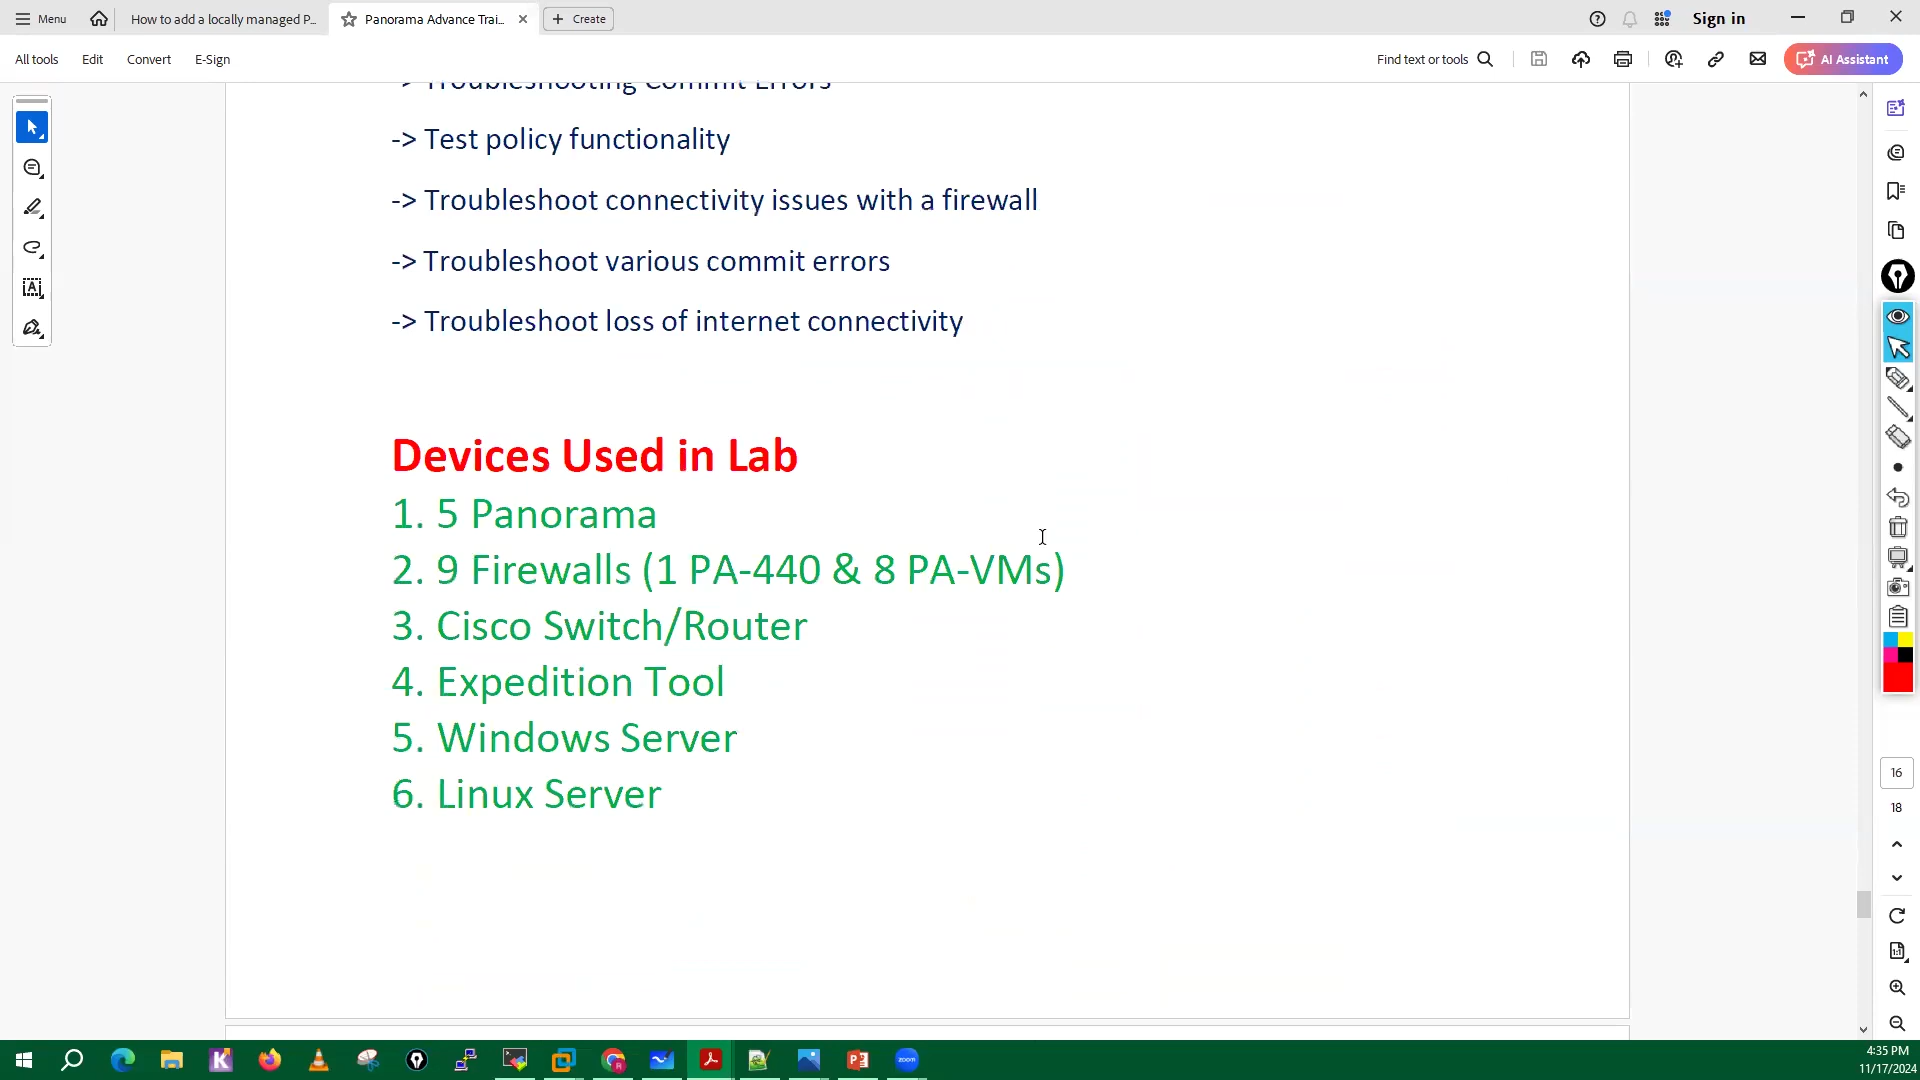 Menu
How to add a locally managed P...
Panorama Advance Trai...
Create
Sign in
All tools
Edit
Convert
E-Sign
Find text or tools
AI Assistant
-> Troubleshooting Commit Errors
-> Test policy functionality
-> Troubleshoot connectivity issues with a firewall
-> Troubleshoot various commit errors
-> Troubleshoot loss of internet connectivity
Devices Used in Lab
1. 5 Panorama
2. 9 Firewalls (1 PA-440 & 8 PA-VMs)
3. Cisco Switch/Router
4. Expedition Tool
5. Windows Server
6. Linux Server
16
18
4:35 PM
11/17/2024